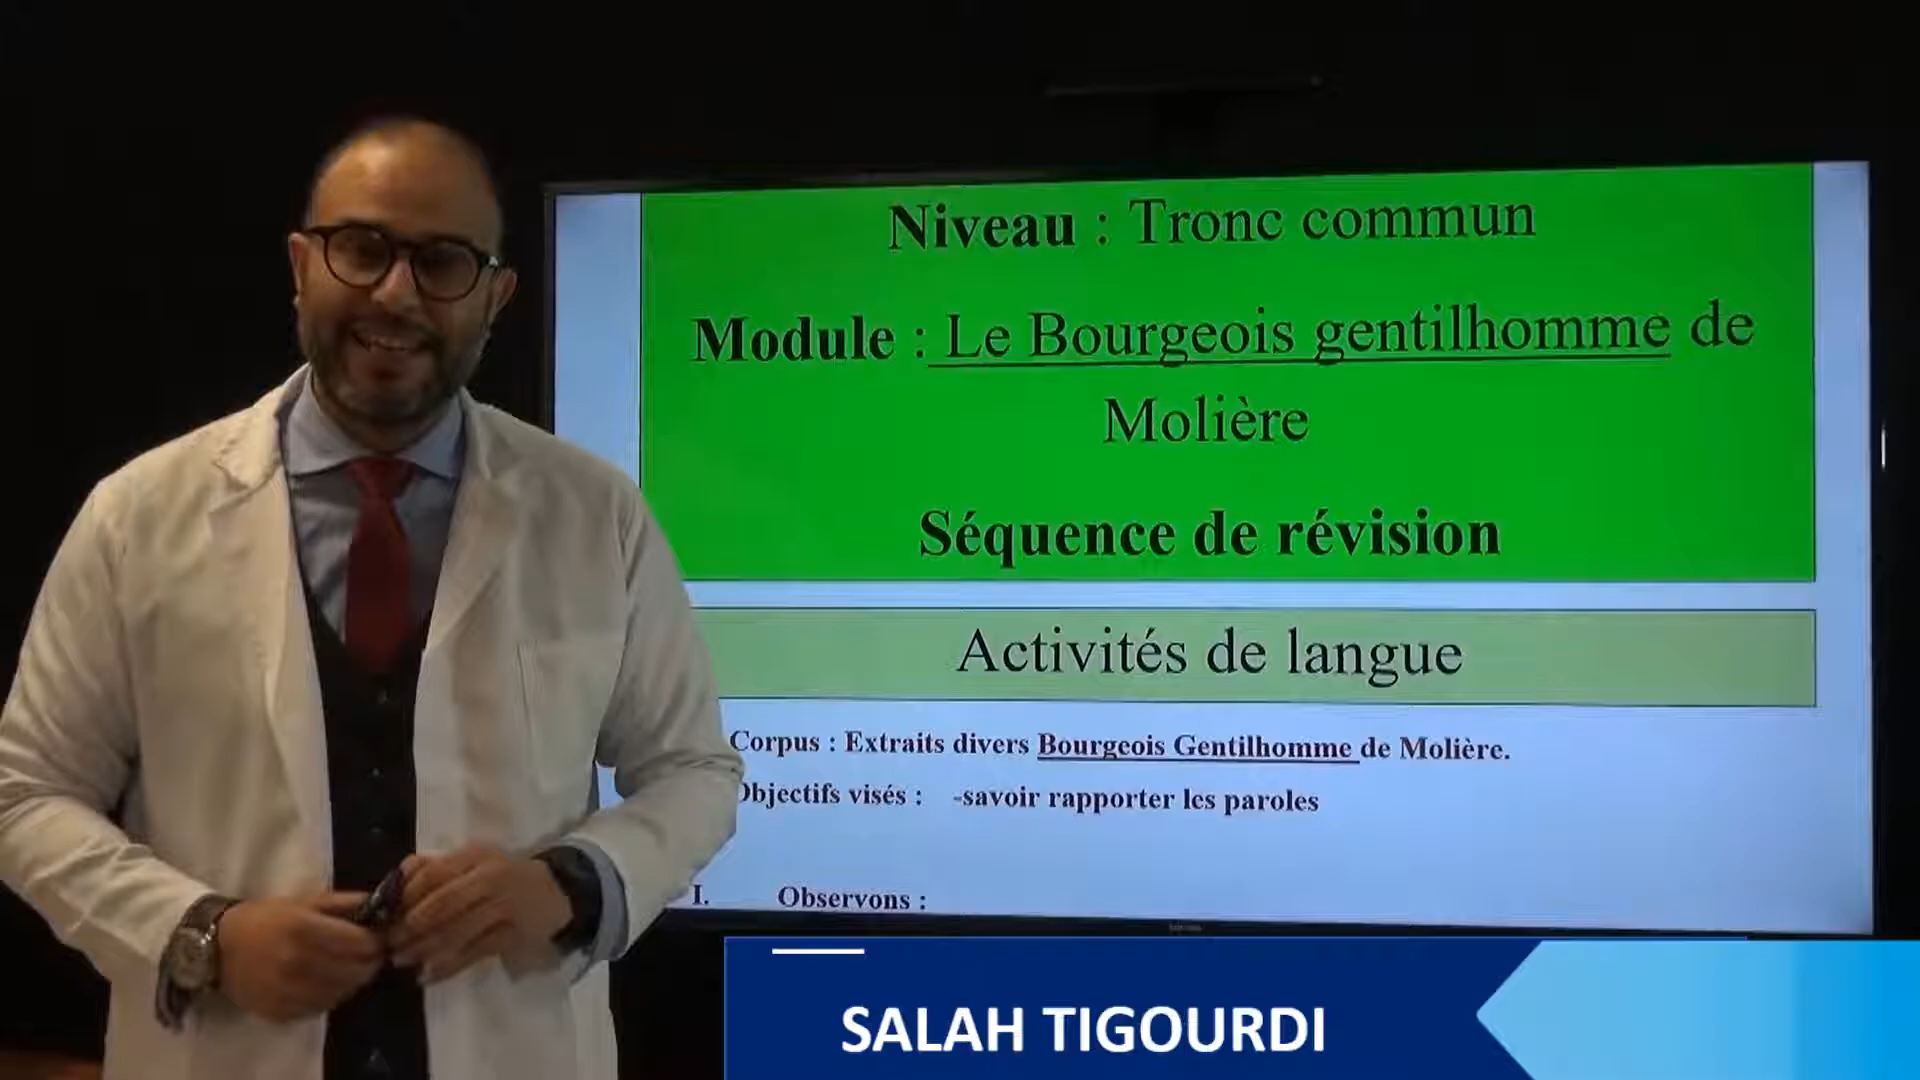 Niveau : Tronc commun
Module : Le Bourgeois gentilhomme de
Molière
Séquence de révision
Activités de langue
Corpus : Extraits divers Bourgeois Gentilhomme de Molière.
Objectifs visés : -savoir rapporter les paroles
I. Observons :
SALAH TIGOURDI